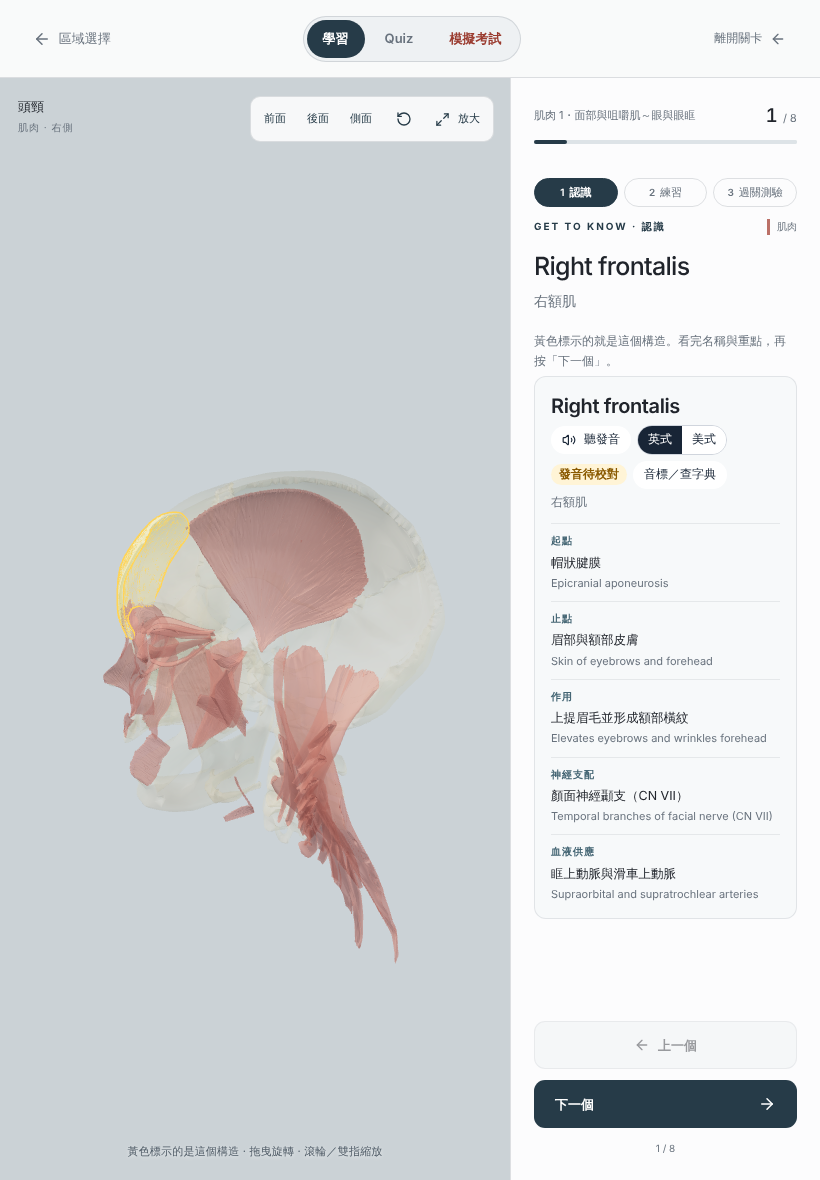 區域選擇
學習
Quiz
模擬考試
離開關卡
頭頸
肌肉 · 右側
前面
後面
側面
放大
肌肉 1 · 面部與咀嚼肌～眼與眼眶
1 / 8
1 認識
2 練習
3 過關測驗
GET TO KNOW · 認識
肌肉
Right frontalis
右額肌
黃色標示的就是這個構造。看完名稱與重點，再
按「下一個」。
Right frontalis
聽發音
英式
美式
發音待校對
音標／查字典
右額肌
起點
帽狀腱膜
Epicranial aponeurosis
止點
眉部與額部皮膚
Skin of eyebrows and forehead
作用
上提眉毛並形成額部橫紋
Elevates eyebrows and wrinkles forehead
神經支配
顏面神經顳支（CN VII）
Temporal branches of facial nerve (CN VII)
血液供應
眶上動脈與滑車上動脈
Supraorbital and supratrochlear arteries
上一個
下一個
1 / 8
黃色標示的是這個構造 · 拖曳旋轉 · 滾輪／雙指縮放